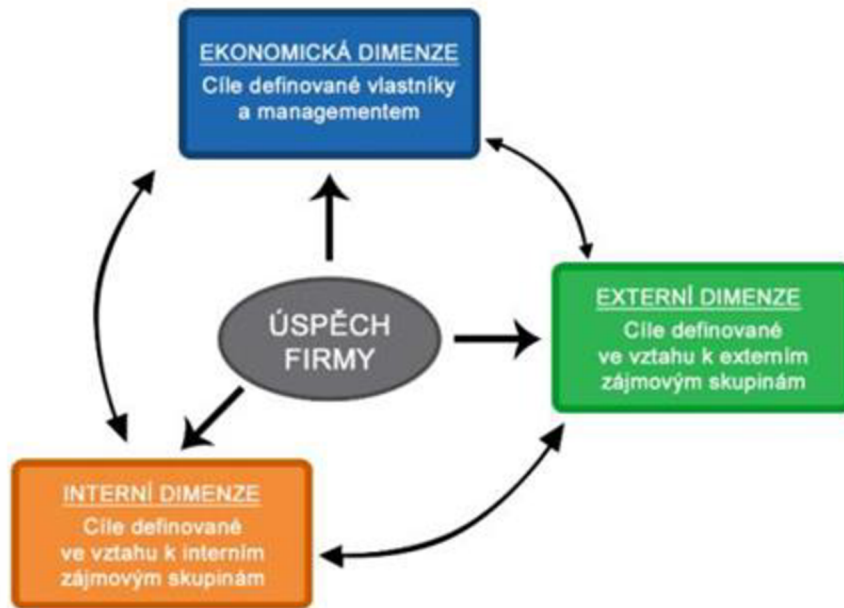 EKONOMICKÁ DIMENZE
Cíle definované vlastníky
a managementem
ÚSPĚCH
FIRMY
EXTERNÍ DIMENZE
Cíle definované
ve vztahu k externím
zájmovým skupinám
INTERNÍ DIMENZE
Cíle definované
ve vztahu k interním
zájmovým skupinám